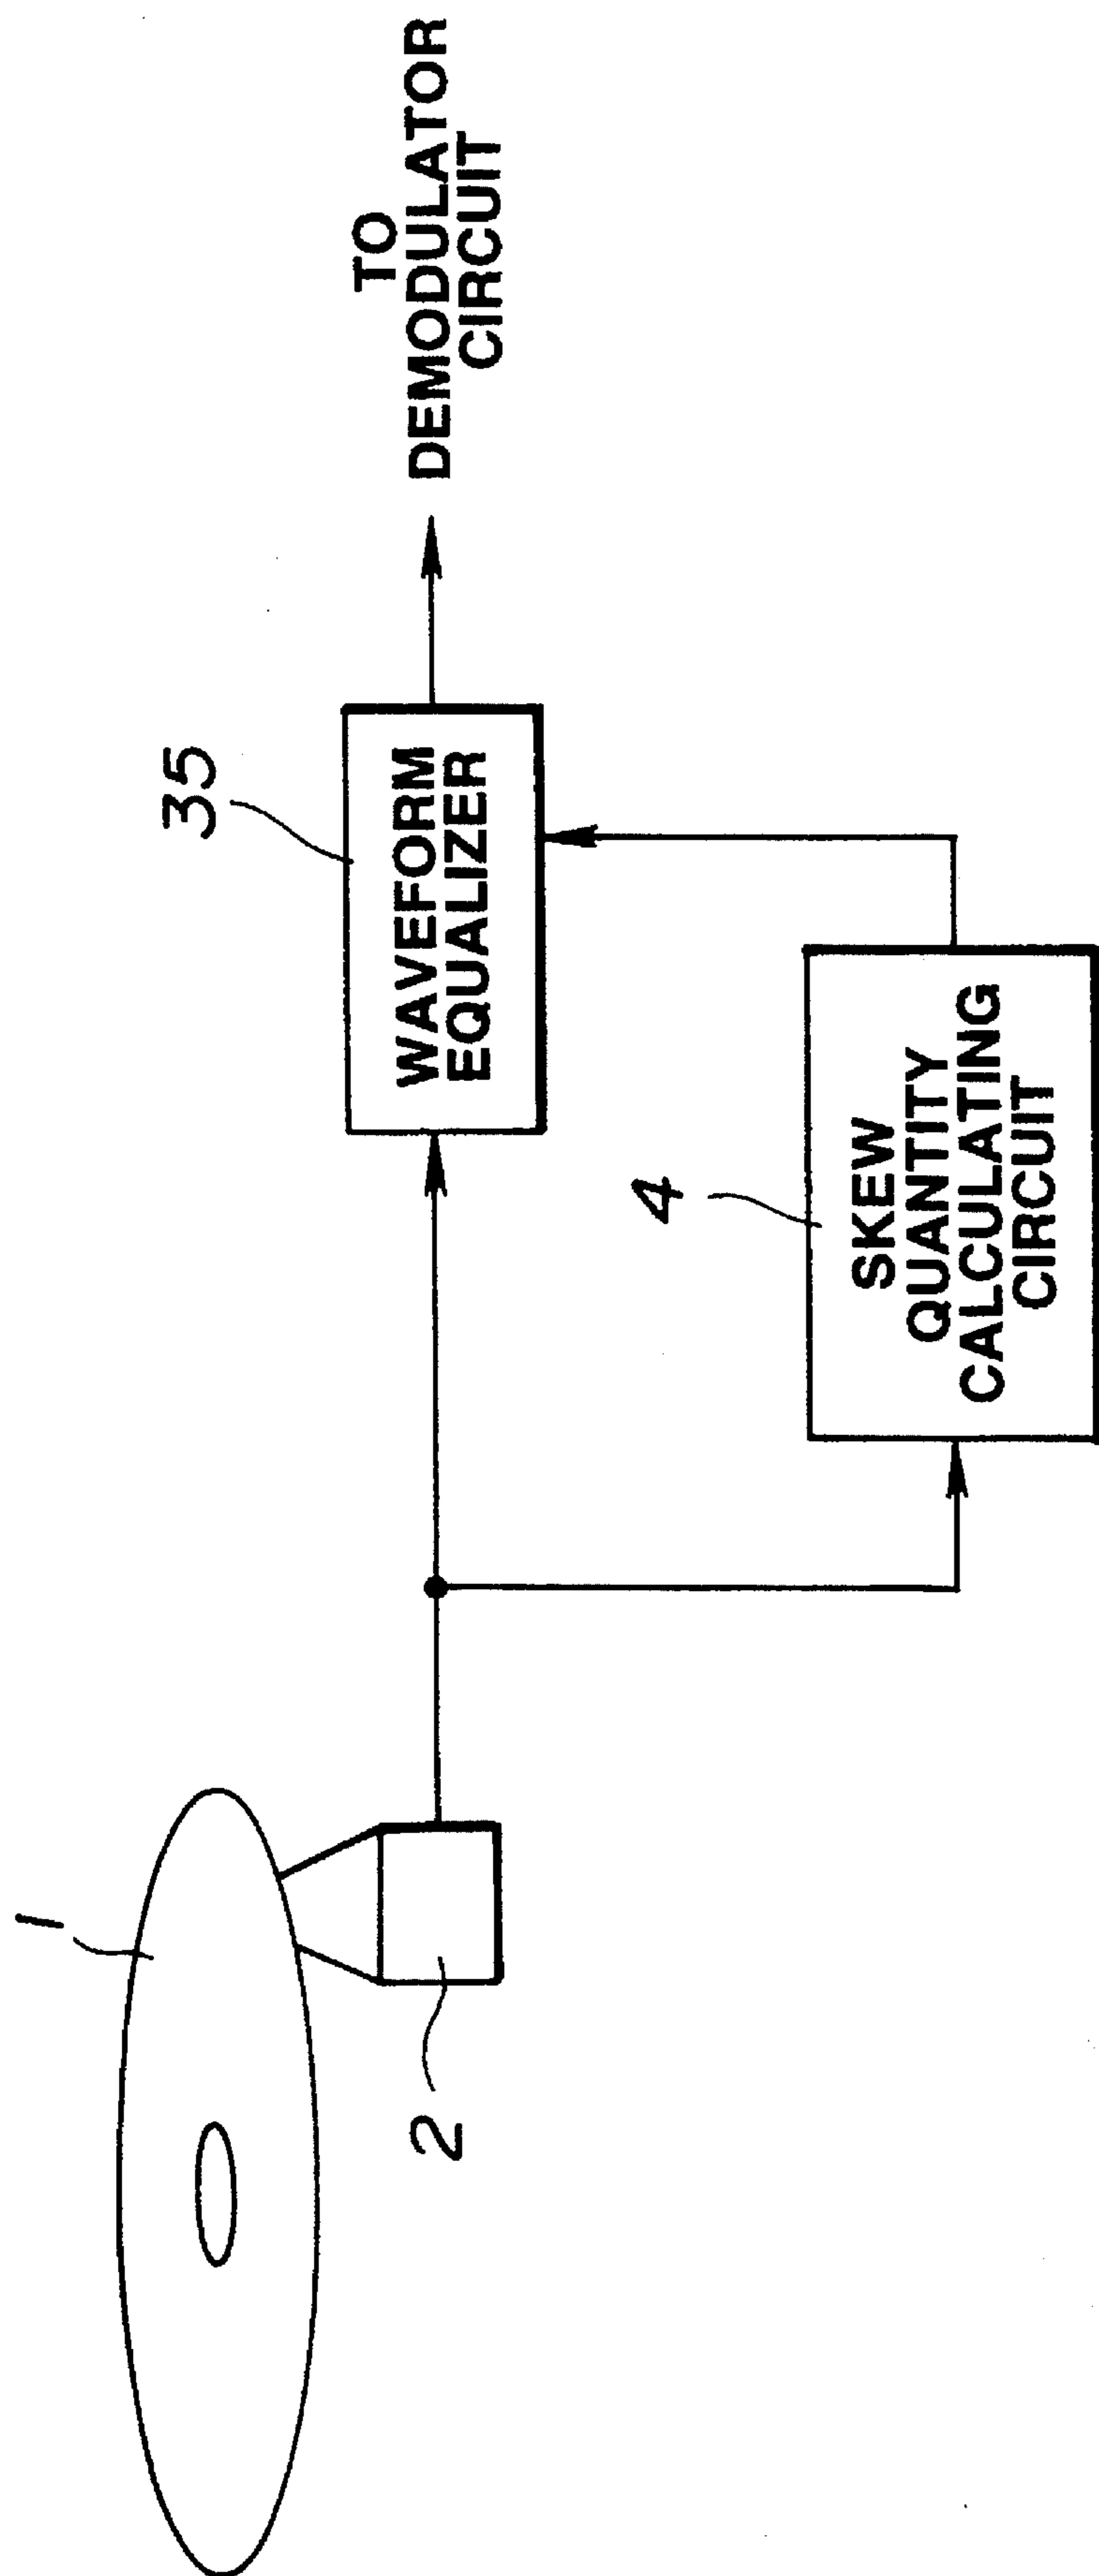 1
2
35
WAVEFORM
EQUALIZER
4
SKEW
QUANTITY
CALCULATING
CIRCUIT
TO
DEMODULATOR
CIRCUIT